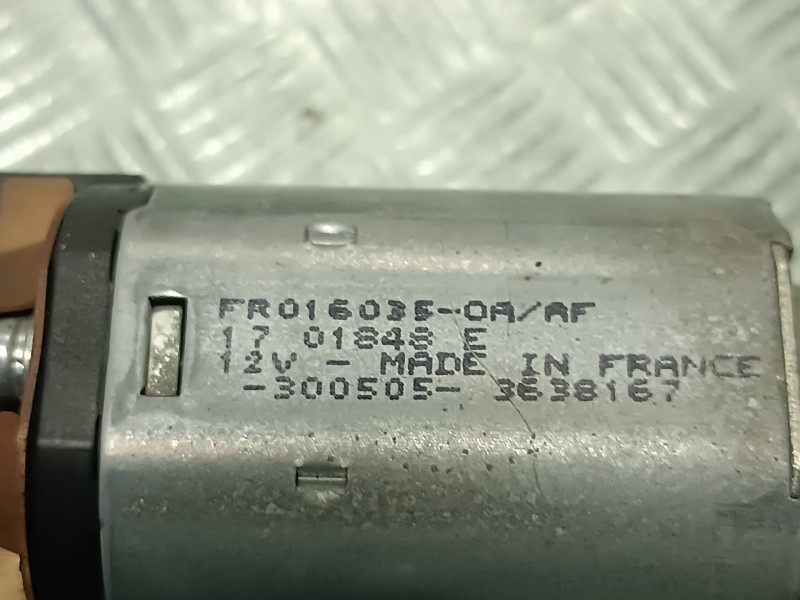 FR016035-0A/AF
17 01848 E
12V - MADE IN FRANCE
-300505- 3638167